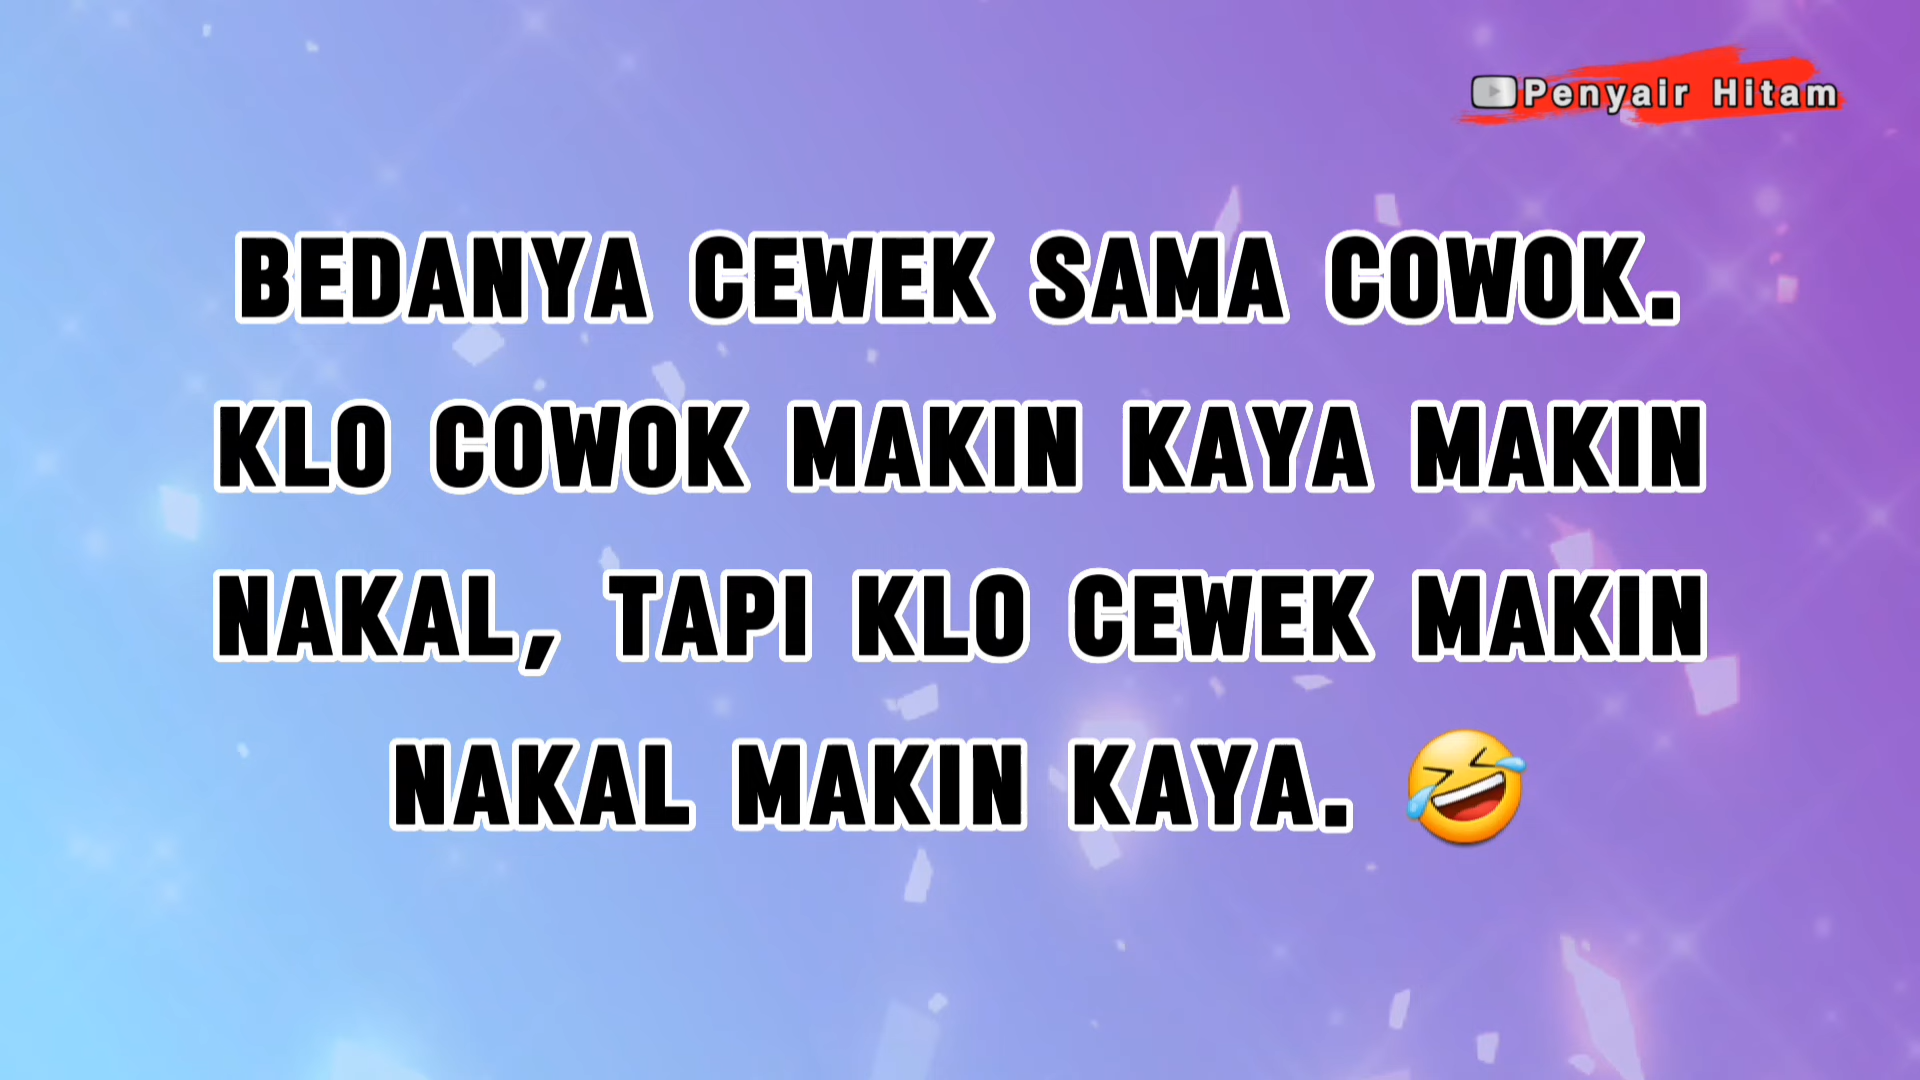 Penyair Hitam
BEDANYA CEWEK SAMA COWOK.
KLO COWOK MAKIN KAYA MAKIN
NAKAL, TAPI KLO CEWEK MAKIN
NAKAL MAKIN KAYA. 🤣